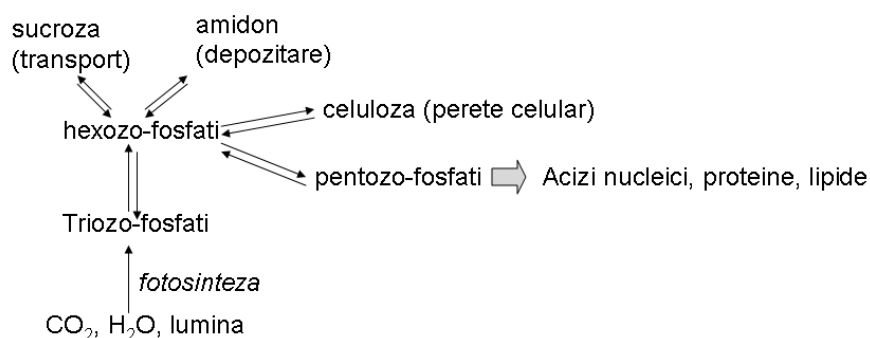 sucroza
(transport)
amidon
(depozitare)
celuloza (perete celular)
hexozo-fosfati
pentozo-fosfati
Acizi nucleici, proteine, lipide
Triozo-fosfati
fotosinteza
CO₂, H₂O, lumina